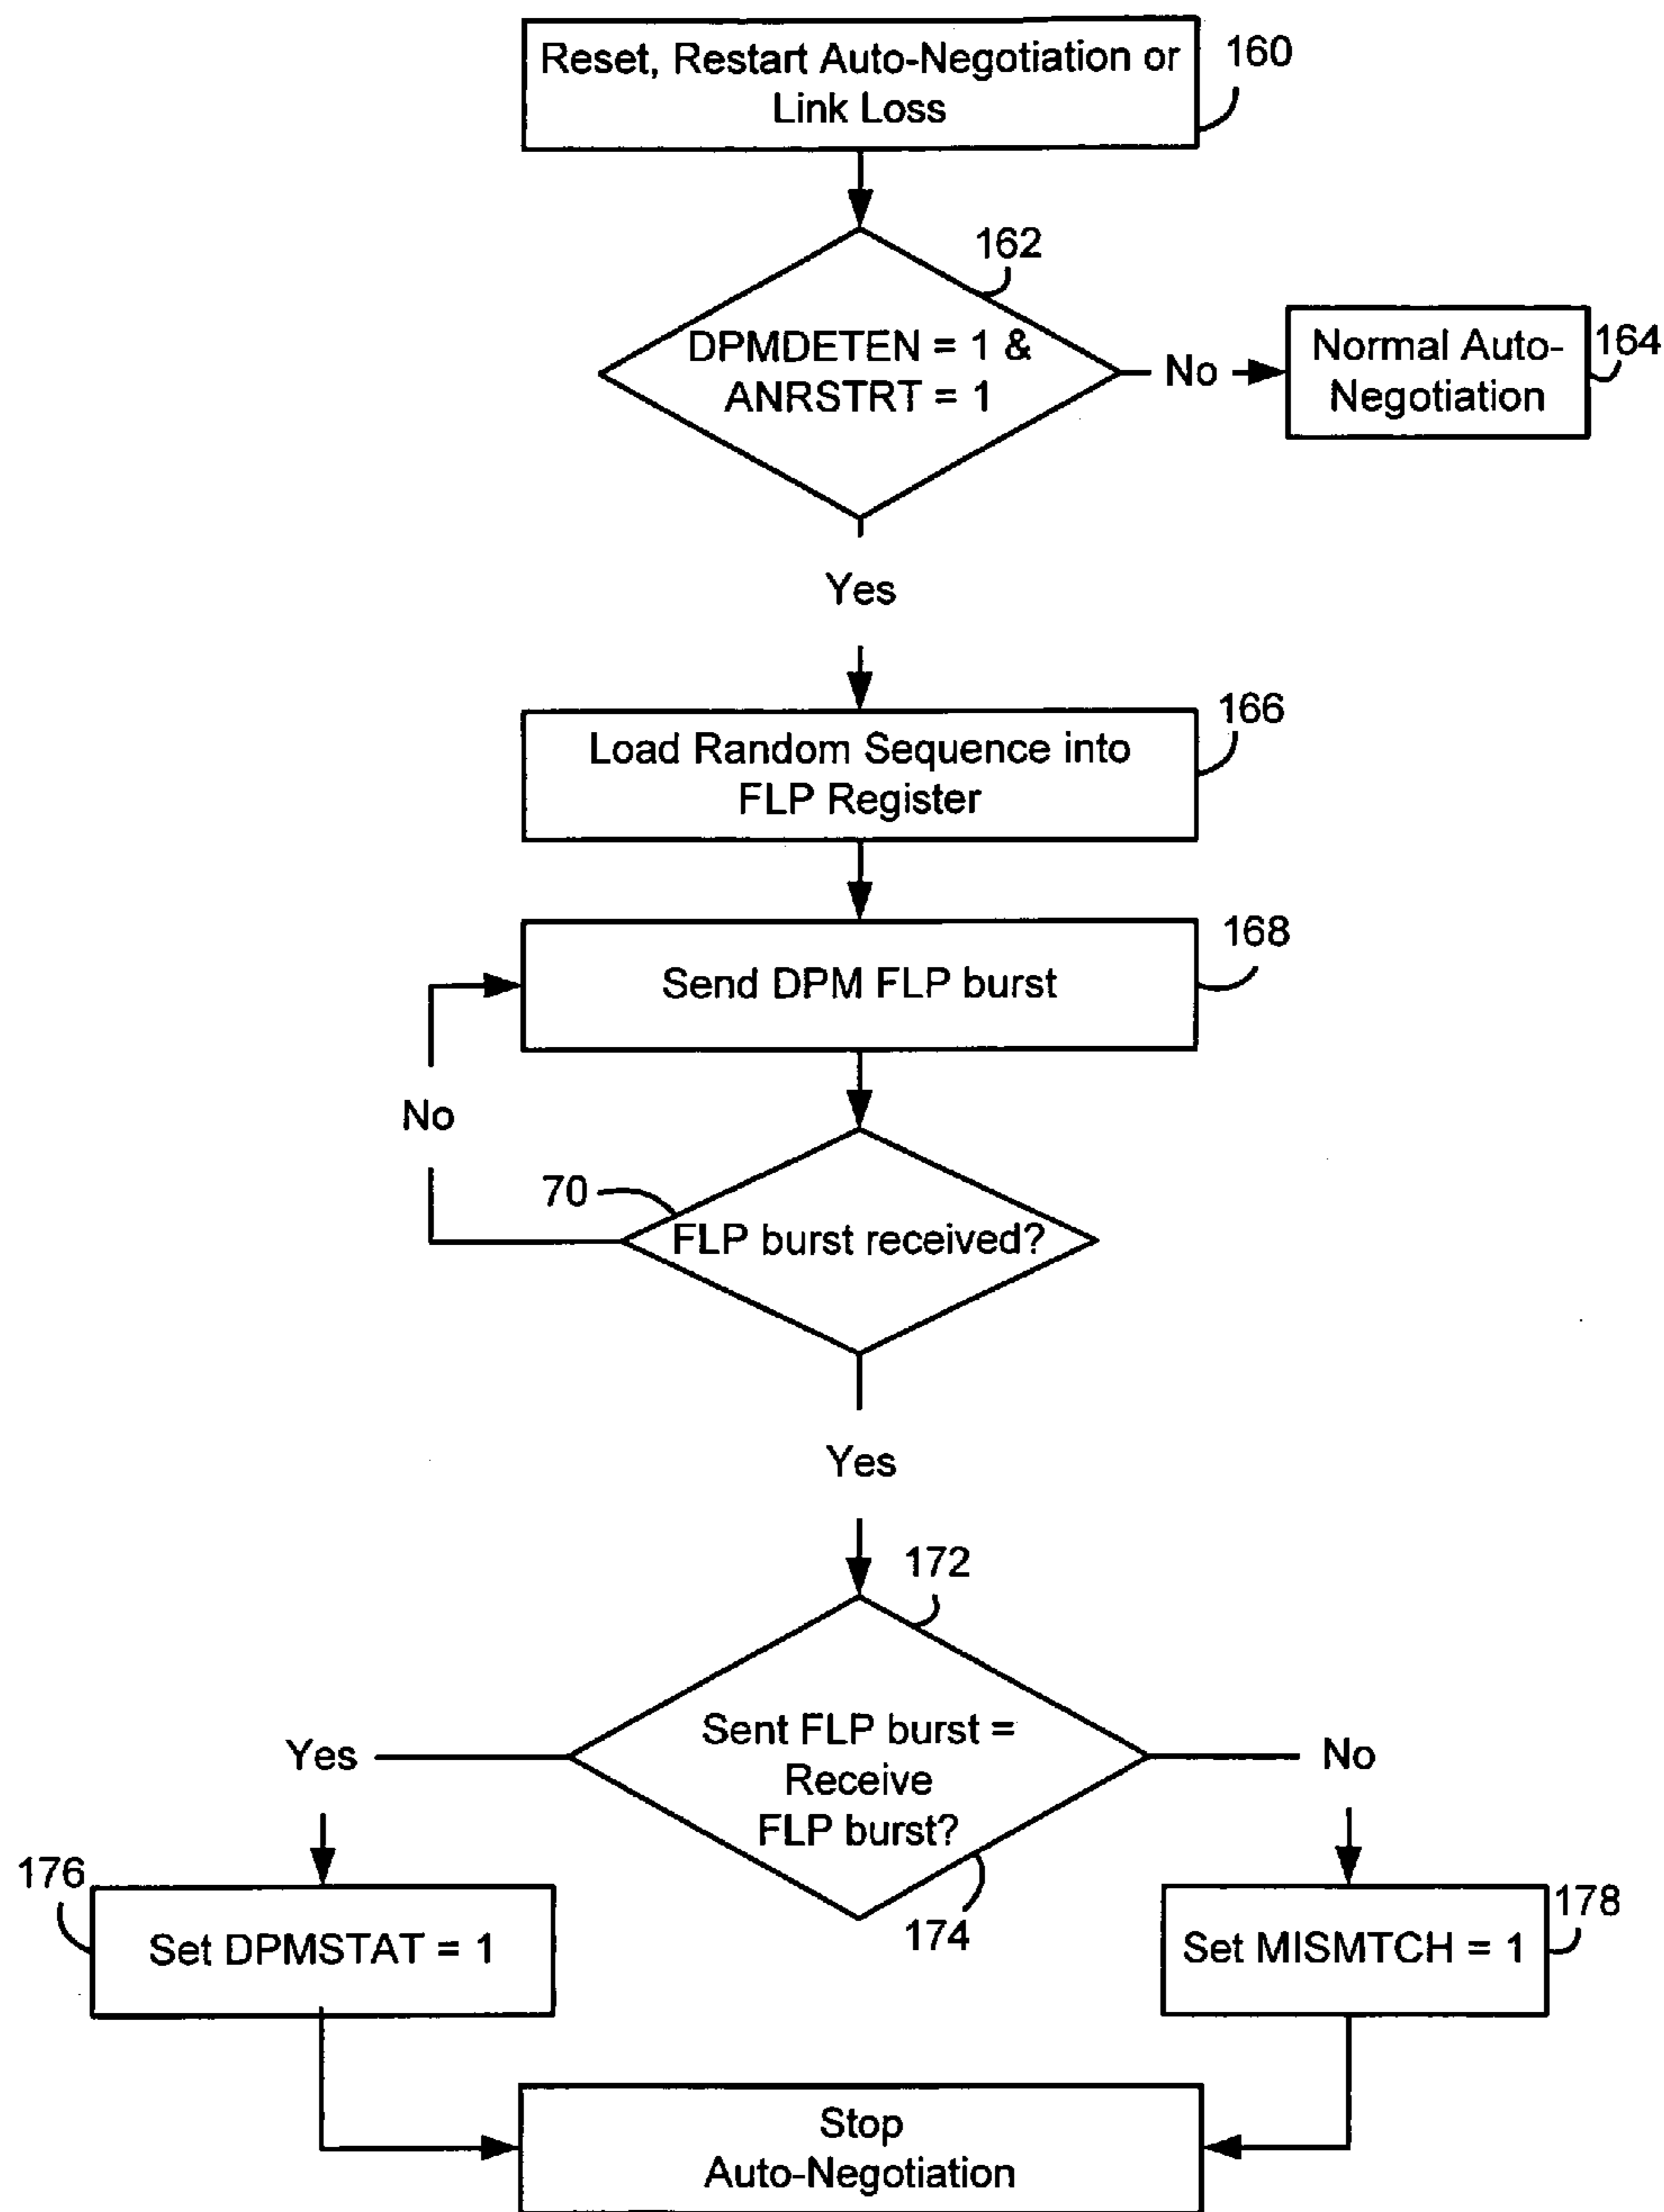 Reset, Restart Auto-Negotiation or
Link Loss
160
162
DPMDETEN = 1 &
ANRSTRT = 1
No
Normal Auto-
Negotiation
164
Yes
166
Load Random Sequence into
FLP Register
168
Send DPM FLP burst
No
70
FLP burst received?
Yes
172
Sent FLP burst =
Receive
FLP burst?
Yes
No
174
176
Set DPMSTAT = 1
178
Set MISMTCH = 1
Stop
Auto-Negotiation